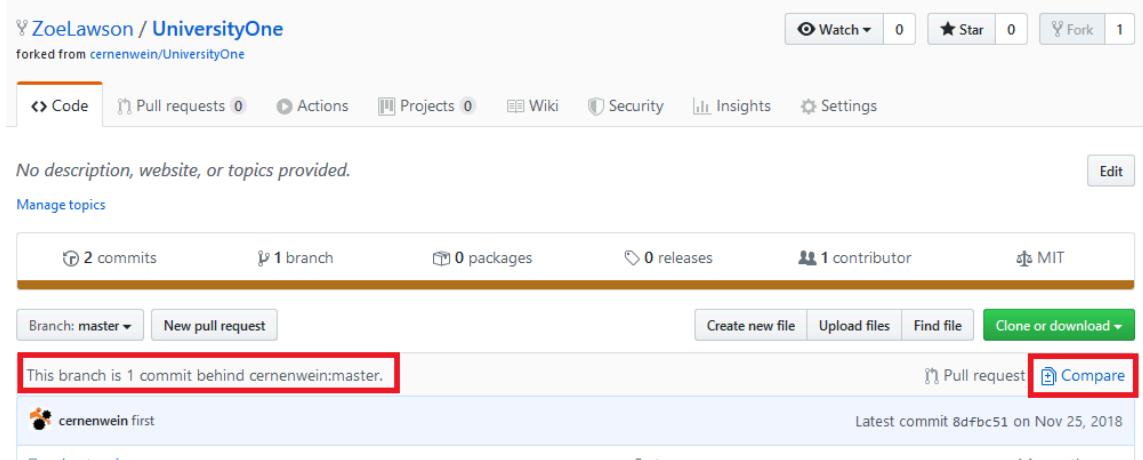 ZoeLawson / UniversityOne
Watch 0 Star 0 Fork 1
forked from cernenwein/UniversityOne
Code Pull requests 0 Actions Projects 0 Wiki Security Insights Settings
No description, website, or topics provided. Edit
Manage topics
2 commits 1 branch 0 packages 0 releases 1 contributor MIT
Branch: master New pull request Create new file Upload files Find file Clone or download
This branch is 1 commit behind cernenwein:master. Pull request Compare
cernenwein first Latest commit 8dfbc51 on Nov 25, 2018